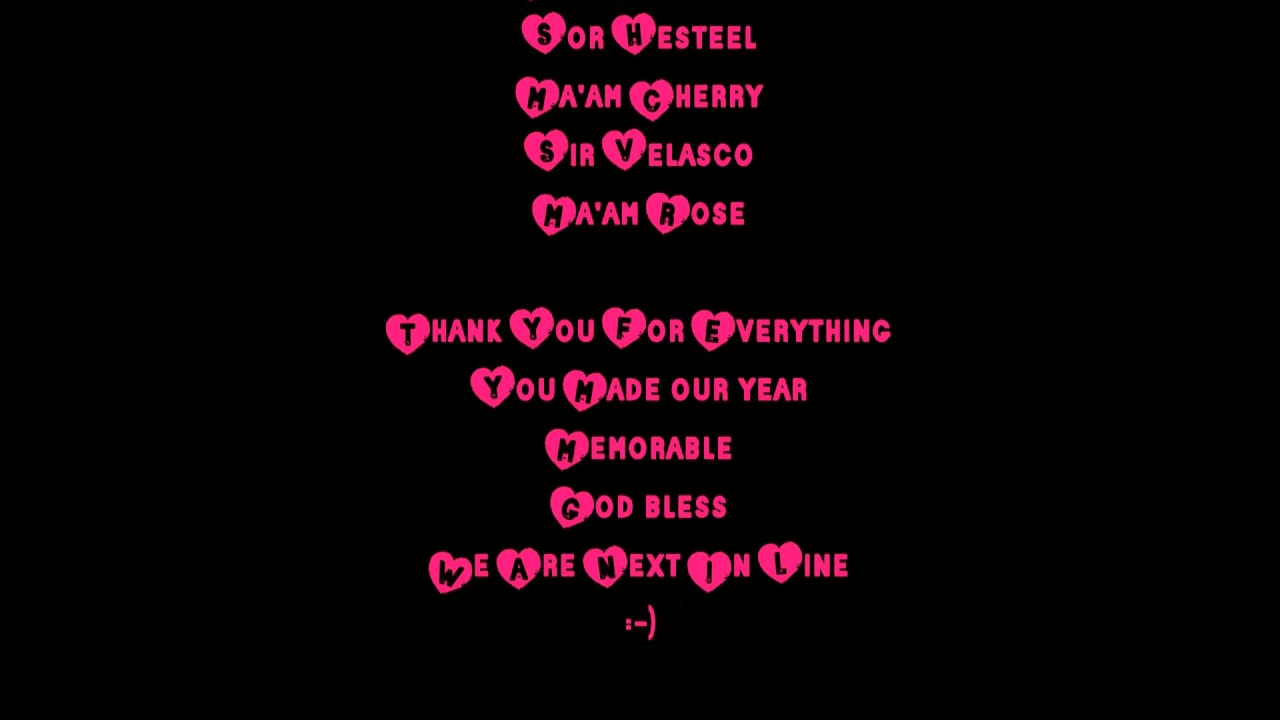 Sor Hesteel
Ma'am Cherry
Sir Velasco
Ma'am Rose
Thank You For Everything
You Made our year
Memorable
God bless
We Are Next In Line
:-)